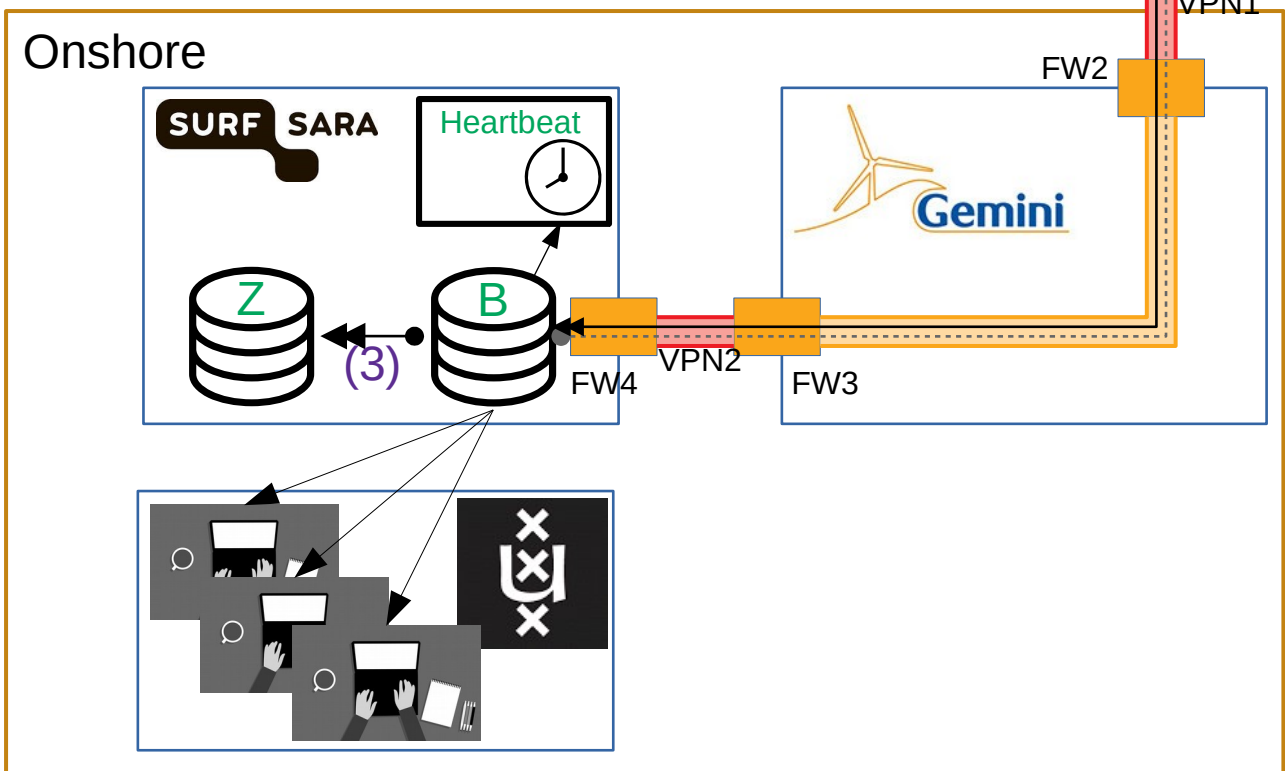 VPN1
Onshore
FW2
SURF SARA
Heartbeat
Gemini
Z
B
(3)
VPN2
FW4
FW3
U